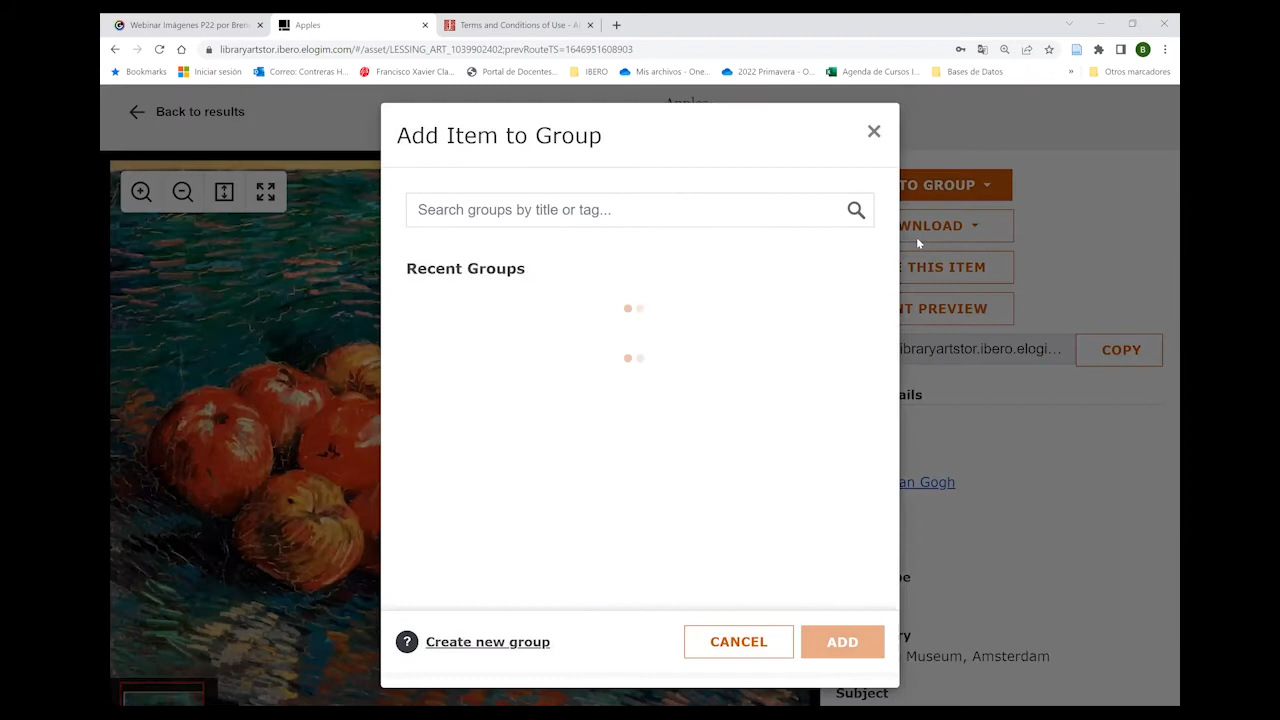 Webinar Imágenes P22 por Bren
Apples
Terms and Conditions of Use - A
libraryartstor.ibero.elogim.com/#/asset/LESSING_ART_1039902402;prevRouteTS=1646951608903
B
Bookmarks
Iniciar sesión
Correo: Contreras H...
Francisco Xavier Cla...
Portal de Docentes...
IBERO
Mis archivos - One...
2022 Primavera - O...
Agenda de Cursos I...
Bases de Datos
»
Otros marcadores
Back to results
Apples
Add Item to Group
TO GROUP
Search groups by title or tag...
WNLOAD
Recent Groups
E THIS ITEM
NT PREVIEW
libraryartstor.ibero.elogi...
COPY
ails
an Gogh
pe
ry
Museum, Amsterdam
Subject
? Create new group
CANCEL
ADD